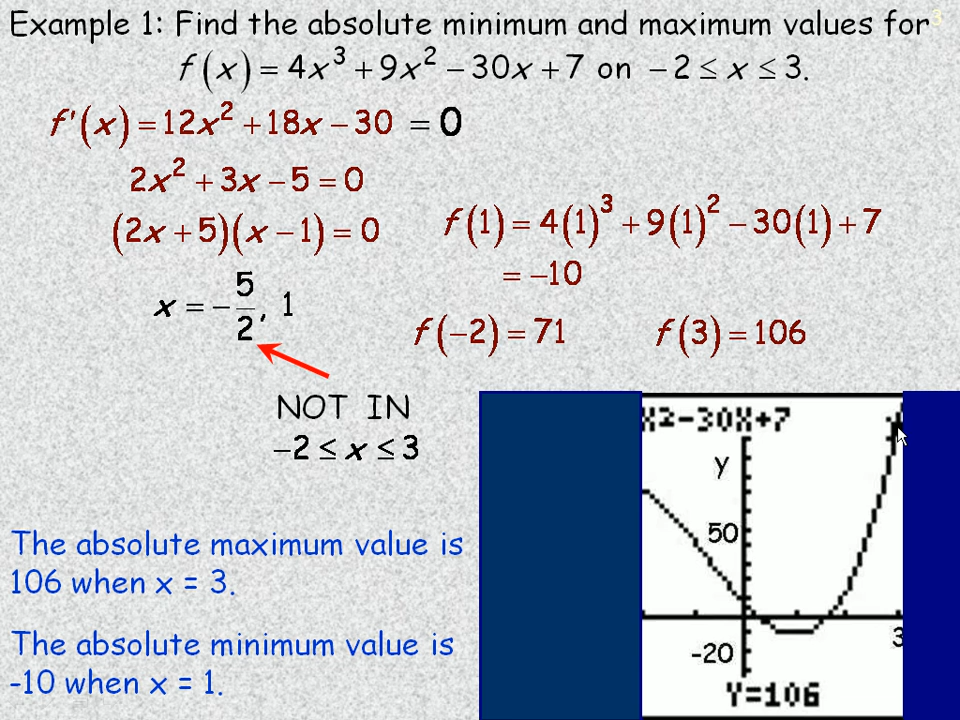 3
Example 1: Find the absolute minimum and maximum values for
f(x) = 4x³ + 9x² − 30x + 7 on −2 ≤ x ≤ 3.
f'(x) = 12x² + 18x − 30 = 0
2x² + 3x − 5 = 0
(2x + 5)(x − 1) = 0
x = −5/2, 1
NOT IN
−2 ≤ x ≤ 3
f(1) = 4(1)³ + 9(1)² − 30(1) + 7
= −10
f(−2) = 71 f(3) = 106
The absolute maximum value is
106 when x = 3.
The absolute minimum value is
-10 when x = 1.
X2-30X+7
y
50
3
-20
Y=106